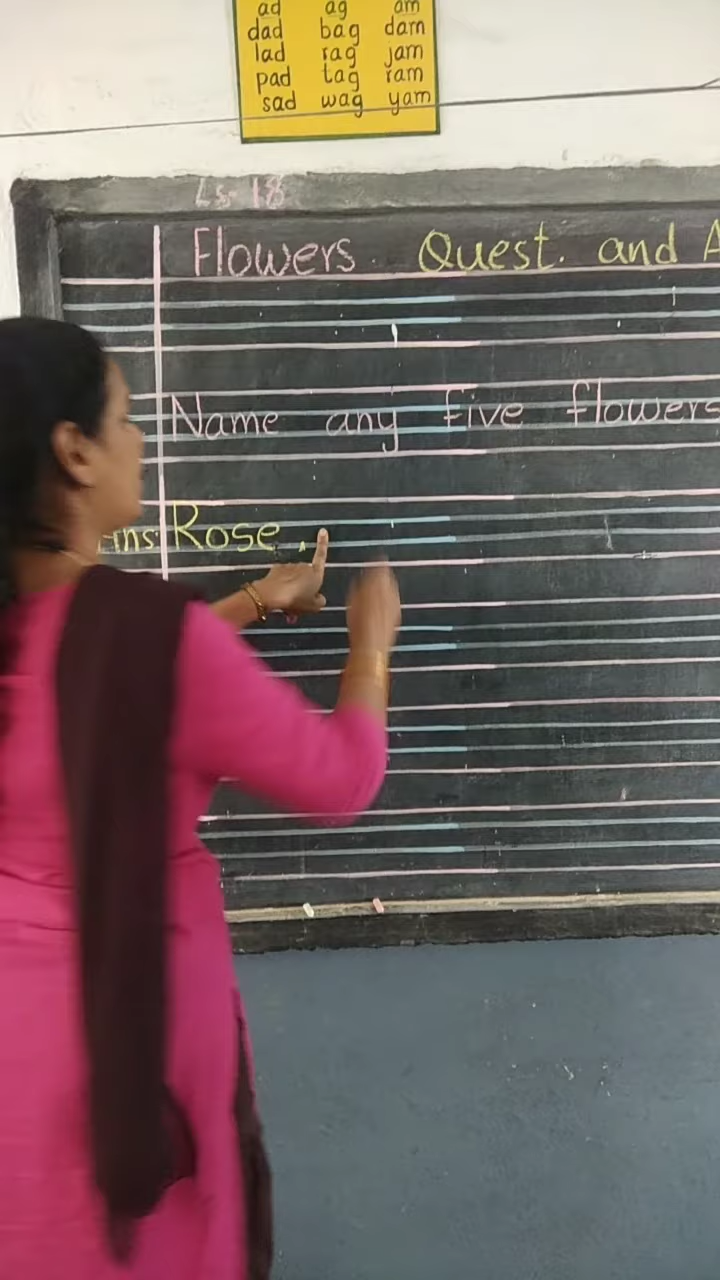 ad ag am
dad bag dam
lad rag jam
pad tag ram
sad wag yam
Ls-18
Flowers. Quest. and A
Name any five flowers
Ans Rose,